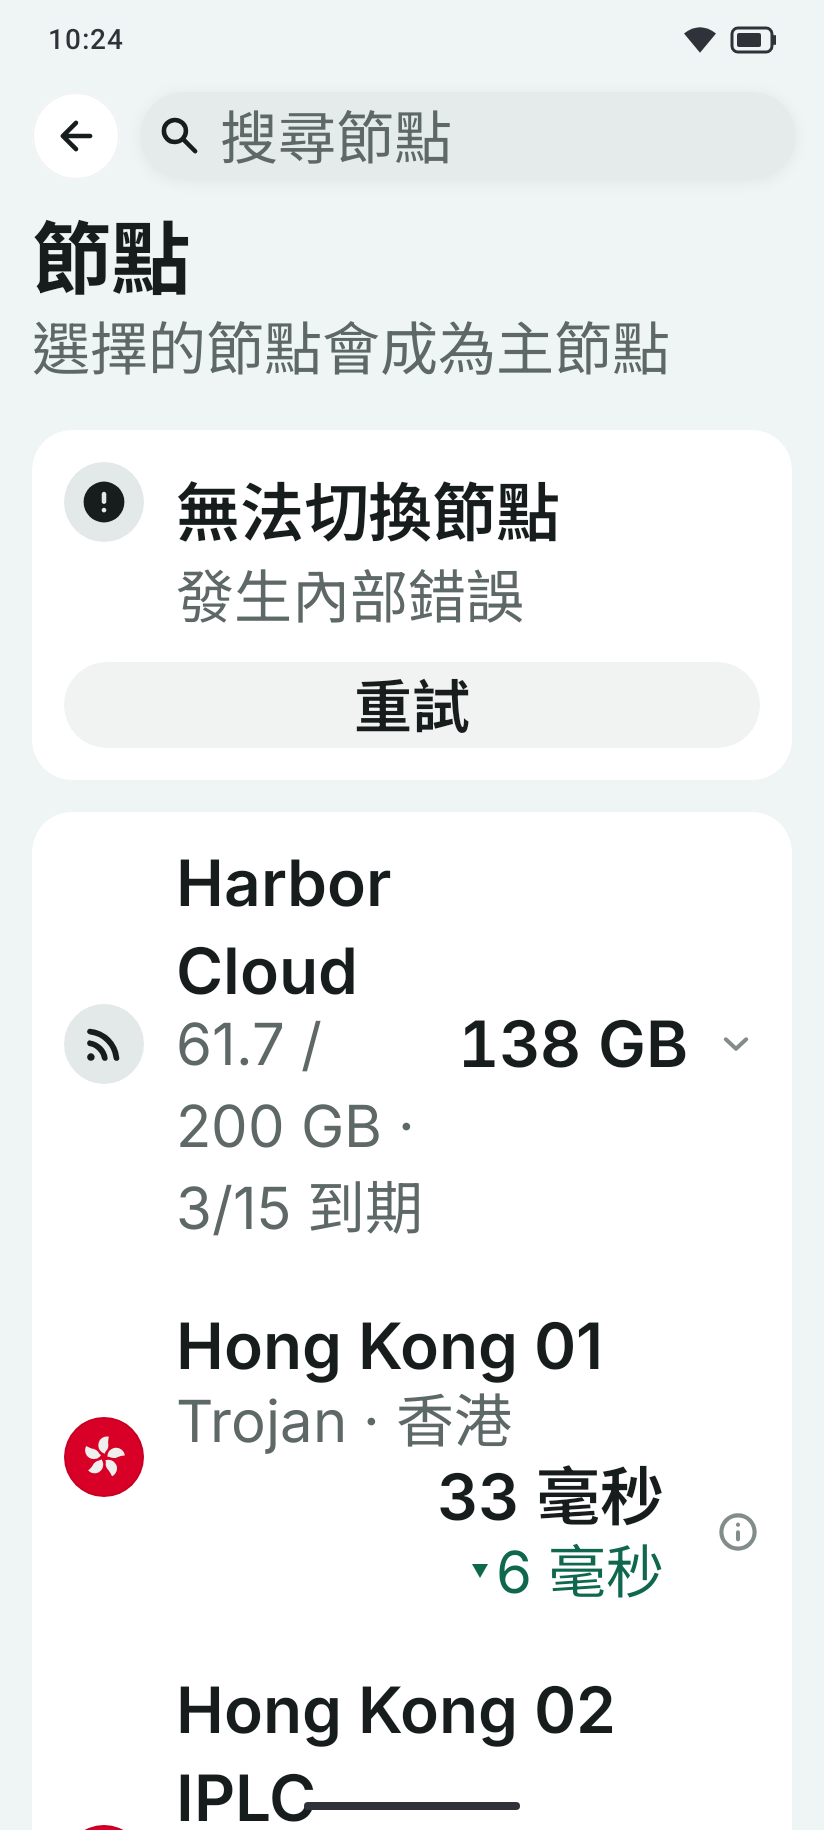 10:24
搜尋節點
節點
選擇的節點會成為主節點
無法切換節點
發生內部錯誤
重試
Harbor
Cloud
61.7 /
200 GB ·
3/15 到期
138 GB
Hong Kong 01
Trojan · 香港
33 毫秒
▼6 毫秒
Hong Kong 02
IPLC